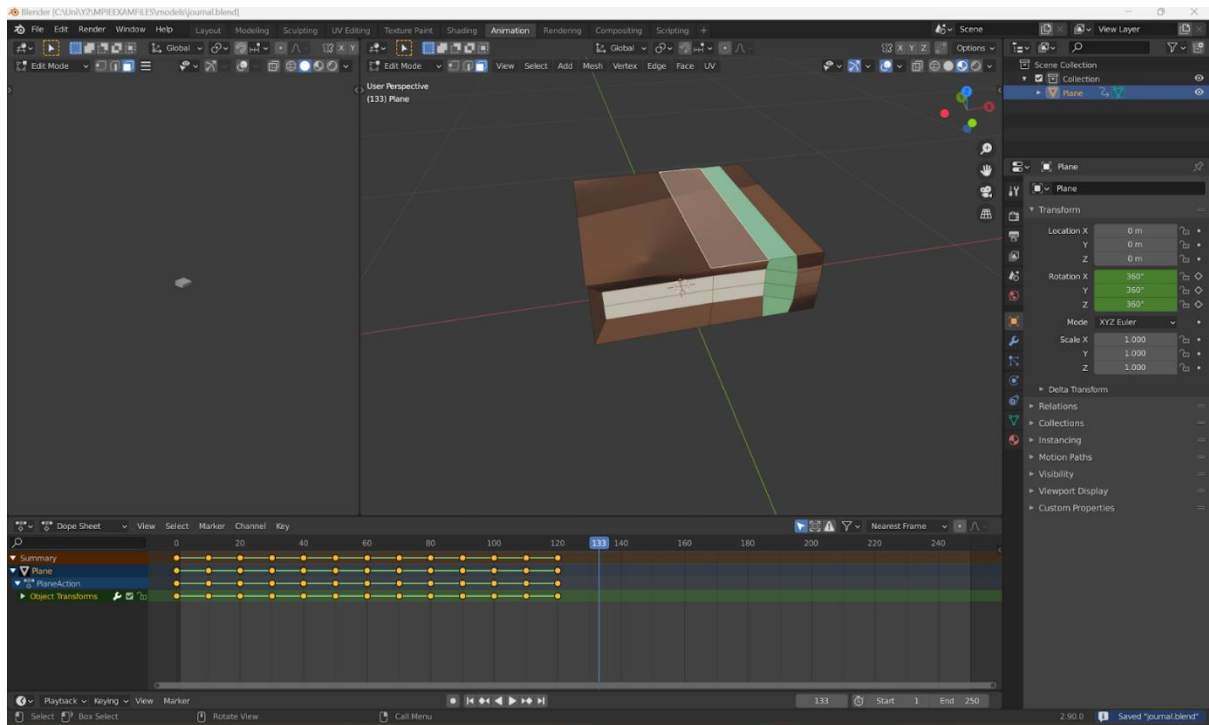 Blender [C:\Uni\Y2\MPIEEXAMFILES\models\journal.blend]
File Edit Render Window Help Layout Modeling Sculpting UV Editing Texture Paint Shading Animation Rendering Compositing Scripting + Scene View Layer
Global X Y Global X Y Z Options
Edit Mode Edit Mode View Select Add Mesh Vertex Edge Face UV
Scene Collection
Collection
Plane
User Perspective
(133) Plane
Plane
Plane
Transform
Location X 0 m
Y 0 m
Z 0 m
Rotation X 360°
Y 360°
Z 360°
Mode XYZ Euler
Scale X 1.000
Y 1.000
Z 1.000
Delta Transform
Relations
Collections
Instancing
Motion Paths
Visibility
Viewport Display
Custom Properties
Dope Sheet View Select Marker Channel Key Nearest Frame
0 20 40 60 80 100 120 133 140 160 180 200 220 240
Summary
Plane
PlaneAction
Object Transforms
Playback Keying View Marker 133 Start 1 End 250
Select Box Select Rotate View Call Menu 2.90.0 Saved "journal.blend"